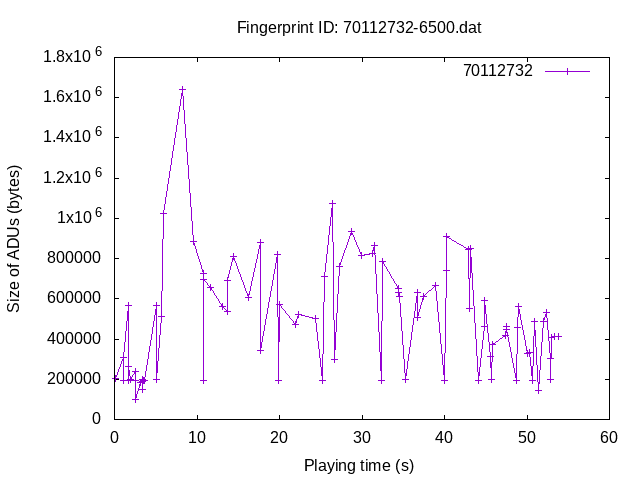 Fingerprint ID: 70112732-6500.dat
70112732
Size of ADUs (bytes)
1.8x10^6
1.6x10^6
1.4x10^6
1.2x10^6
1x10^6
800000
600000
400000
200000
0
0 10 20 30 40 50 60
Playing time (s)